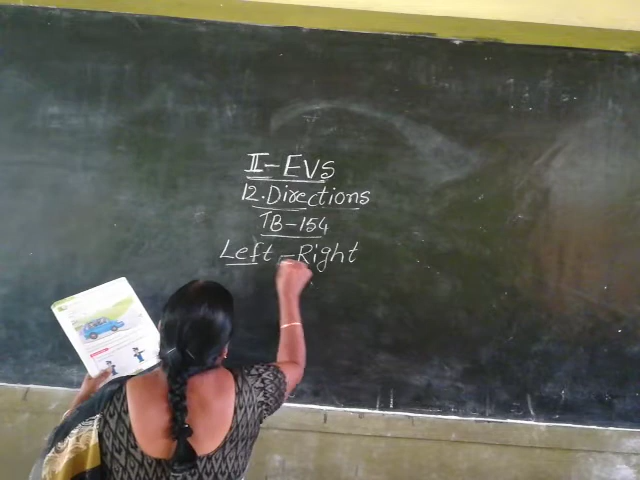 II-EVS
12. Directions
TB-154
Left - Right